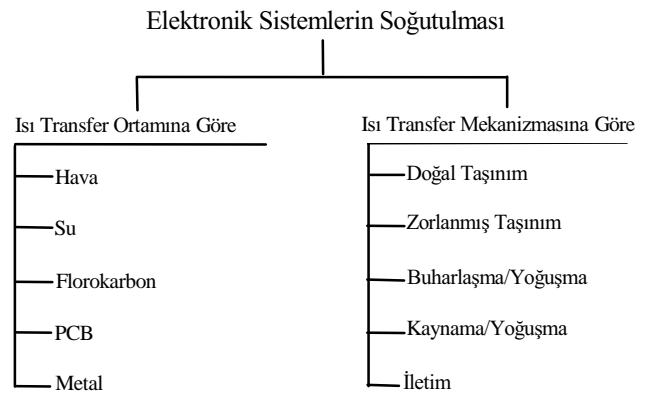 Elektronik Sistemlerin Soğutulması
Isı Transfer Ortamına Göre
Hava
Su
Florokarbon
PCB
Metal
Isı Transfer Mekanizmasına Göre
Doğal Taşınım
Zorlanmış Taşınım
Buharlaşma/Yoğuşma
Kaynama/Yoğuşma
İletim